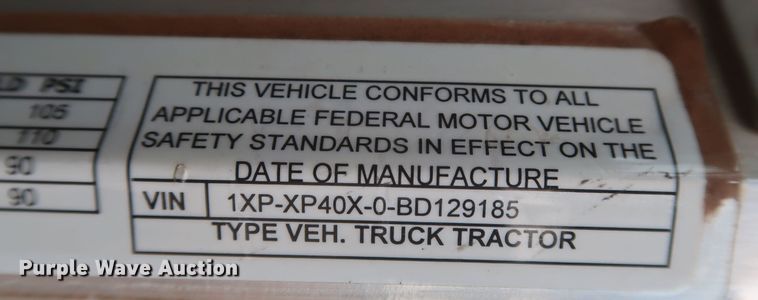 LD PSI
105
110
90
90
THIS VEHICLE CONFORMS TO ALL
APPLICABLE FEDERAL MOTOR VEHICLE
SAFETY STANDARDS IN EFFECT ON THE
DATE OF MANUFACTURE
VIN 1XP-XP40X-0-BD129185
TYPE VEH. TRUCK TRACTOR
Purple Wave Auction